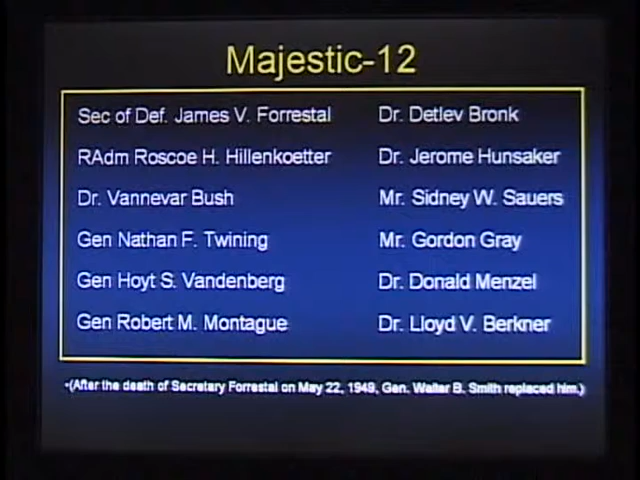 Majestic-12
Sec of Def. James V. Forrestal
RAdm Roscoe H. Hillenkoetter
Dr. Vannevar Bush
Gen Nathan F. Twining
Gen Hoyt S. Vandenberg
Gen Robert M. Montague
Dr. Detlev Bronk
Dr. Jerome Hunsaker
Mr. Sidney W. Sauers
Mr. Gordon Gray
Dr. Donald Menzel
Dr. Lloyd V. Berkner
*(After the death of Secretary Forrestal on May 22, 1949, Gen. Walter B. Smith replaced him.)